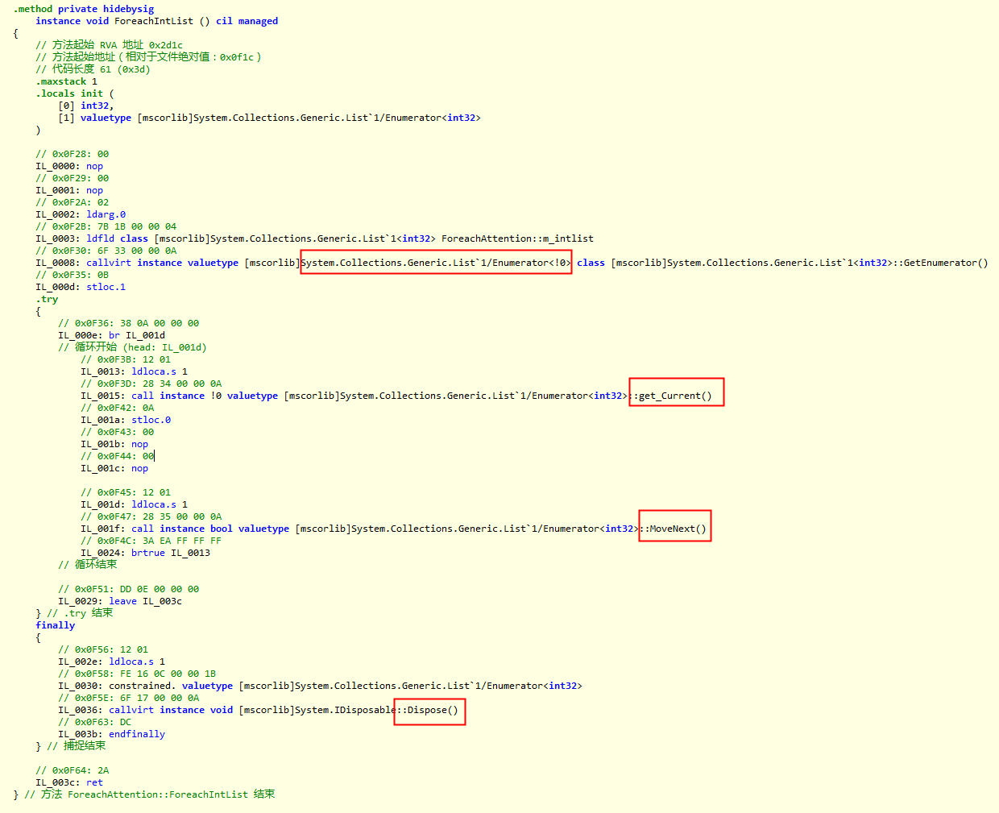 .method private hidebysig
instance void ForeachIntList () cil managed
{
// 方法起始 RVA 地址 0x2d1c
// 方法起始地址（相对于文件绝对值：0x0f1c）
// 代码长度 61 (0x3d)
.maxstack 1
.locals init (
[0] int32,
[1] valuetype [mscorlib]System.Collections.Generic.List`1/Enumerator<int32>
)
// 0x0F28: 00
IL_0000: nop
// 0x0F29: 00
IL_0001: nop
// 0x0F2A: 02
IL_0002: ldarg.0
// 0x0F2B: 7B 1B 00 00 04
IL_0003: ldfld class [mscorlib]System.Collections.Generic.List`1<int32> ForeachAttention::m_intlist
// 0x0F30: 6F 33 00 00 0A
IL_0008: callvirt instance valuetype [mscorlib]System.Collections.Generic.List`1/Enumerator<!0> class [mscorlib]System.Collections.Generic.List`1<int32>::GetEnumerator()
// 0x0F35: 0B
IL_000d: stloc.1
.try
{
// 0x0F36: 38 0A 00 00 00
IL_000e: br IL_001d
// 循环开始 (head: IL_001d)
// 0x0F3B: 12 01
IL_0013: ldloca.s 1
// 0x0F3D: 28 34 00 00 0A
IL_0015: call instance !0 valuetype [mscorlib]System.Collections.Generic.List`1/Enumerator<int32>::get_Current()
// 0x0F42: 0A
IL_001a: stloc.0
// 0x0F43: 00
IL_001b: nop
// 0x0F44: 00
IL_001c: nop
// 0x0F45: 12 01
IL_001d: ldloca.s 1
// 0x0F47: 28 35 00 00 0A
IL_001f: call instance bool valuetype [mscorlib]System.Collections.Generic.List`1/Enumerator<int32>::MoveNext()
// 0x0F4C: 3A EA FF FF FF
IL_0024: brtrue IL_0013
// 循环结束
// 0x0F51: DD 0E 00 00 00
IL_0029: leave IL_003c
} // .try 结束
finally
{
// 0x0F56: 12 01
IL_002e: ldloca.s 1
// 0x0F58: FE 16 0C 00 00 1B
IL_0030: constrained. valuetype [mscorlib]System.Collections.Generic.List`1/Enumerator<int32>
// 0x0F5E: 6F 17 00 00 0A
IL_0036: callvirt instance void [mscorlib]System.IDisposable::Dispose()
// 0x0F63: DC
IL_003b: endfinally
} // 捕捉结束
// 0x0F64: 2A
IL_003c: ret
} // 方法 ForeachAttention::ForeachIntList 结束